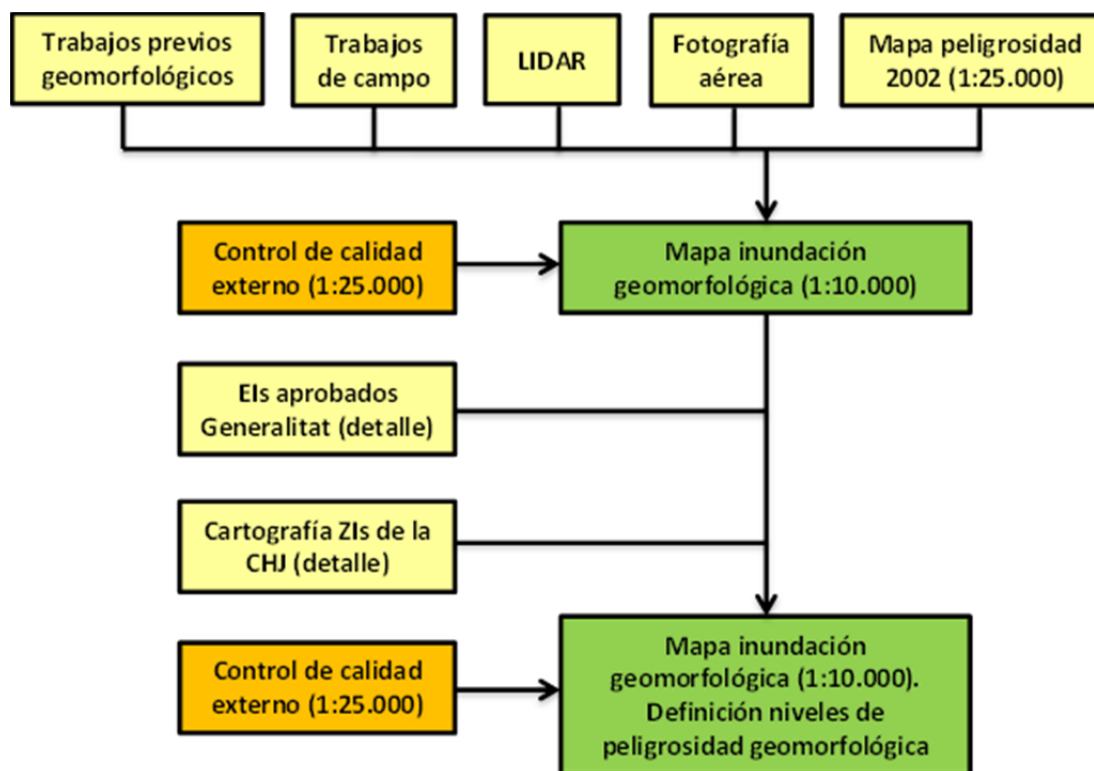 Trabajos previos
geomorfológicos
Trabajos
de campo
LIDAR
Fotografía
aérea
Mapa peligrosidad
2002 (1:25.000)
Control de calidad
externo (1:25.000)
Mapa inundación
geomorfológica (1:10.000)
EIs aprobados
Generalitat (detalle)
Cartografía ZIs de la
CHJ (detalle)
Control de calidad
externo (1:25.000)
Mapa inundación
geomorfológica (1:10.000).
Definición niveles de
peligrosidad geomorfológica